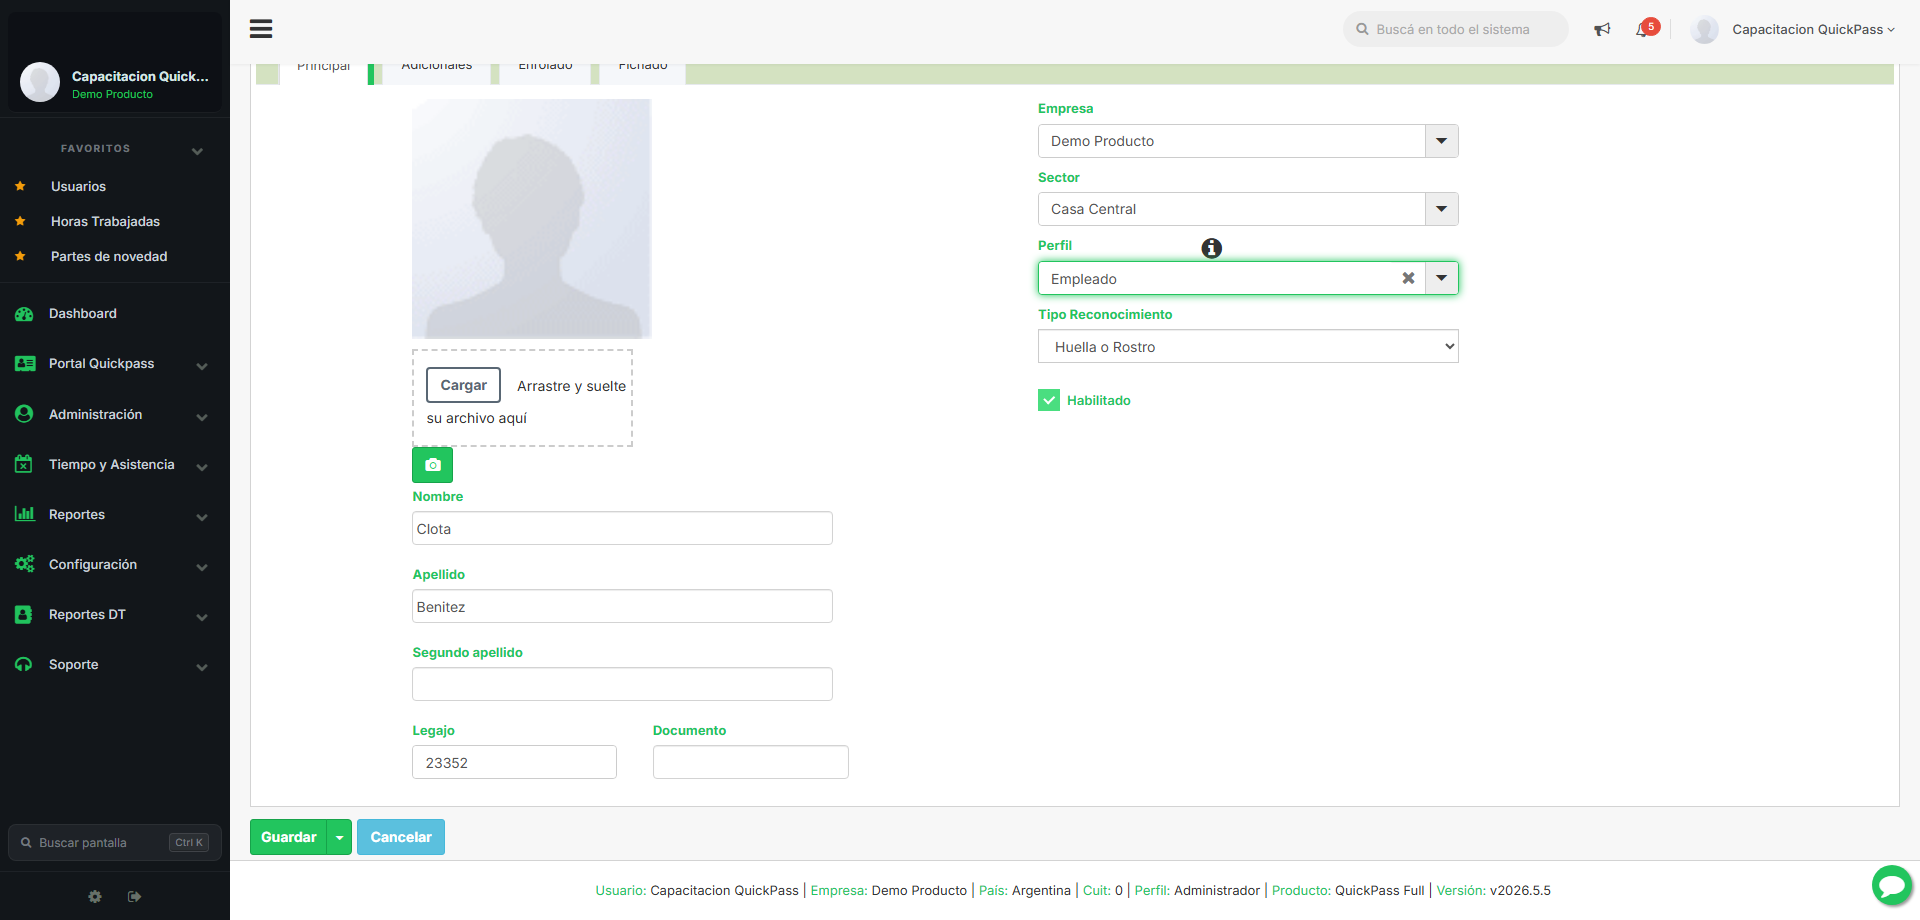 Capacitacion Quick...
Demo Producto
FAVORITOS
Usuarios
Horas Trabajadas
Partes de novedad
Dashboard
Portal Quickpass
Administración
Tiempo y Asistencia
Reportes
Configuración
Reportes DT
Soporte
Buscar pantalla
Ctrl K
Buscá en todo el sistema
5
Capacitacion QuickPass
Principal
Adicionales
Enrolado
Fichado
Cargar
Arrastre y suelte
su archivo aquí
Nombre
Clota
Apellido
Benitez
Segundo apellido
Legajo
Documento
23352
Empresa
Demo Producto
Sector
Casa Central
Perfil
Empleado
Tipo Reconocimiento
Huella o Rostro
Habilitado
Guardar
Cancelar
Usuario: Capacitacion QuickPass | Empresa: Demo Producto | País: Argentina | Cuit: 0 | Perfil: Administrador | Producto: QuickPass Full | Versión: v2026.5.5